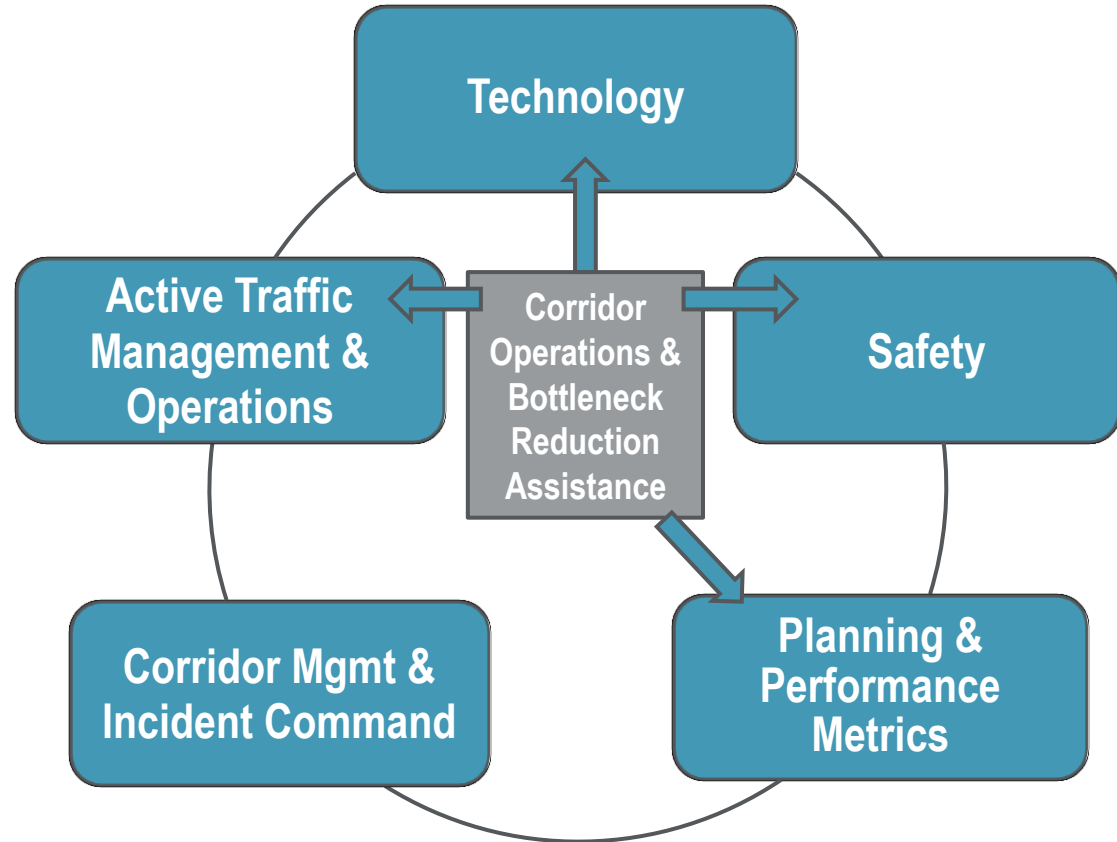 Technology
Active Traffic
Management &
Operations
Corridor
Operations &
Bottleneck
Reduction
Assistance
Safety
Corridor Mgmt &
Incident Command
Planning &
Performance
Metrics